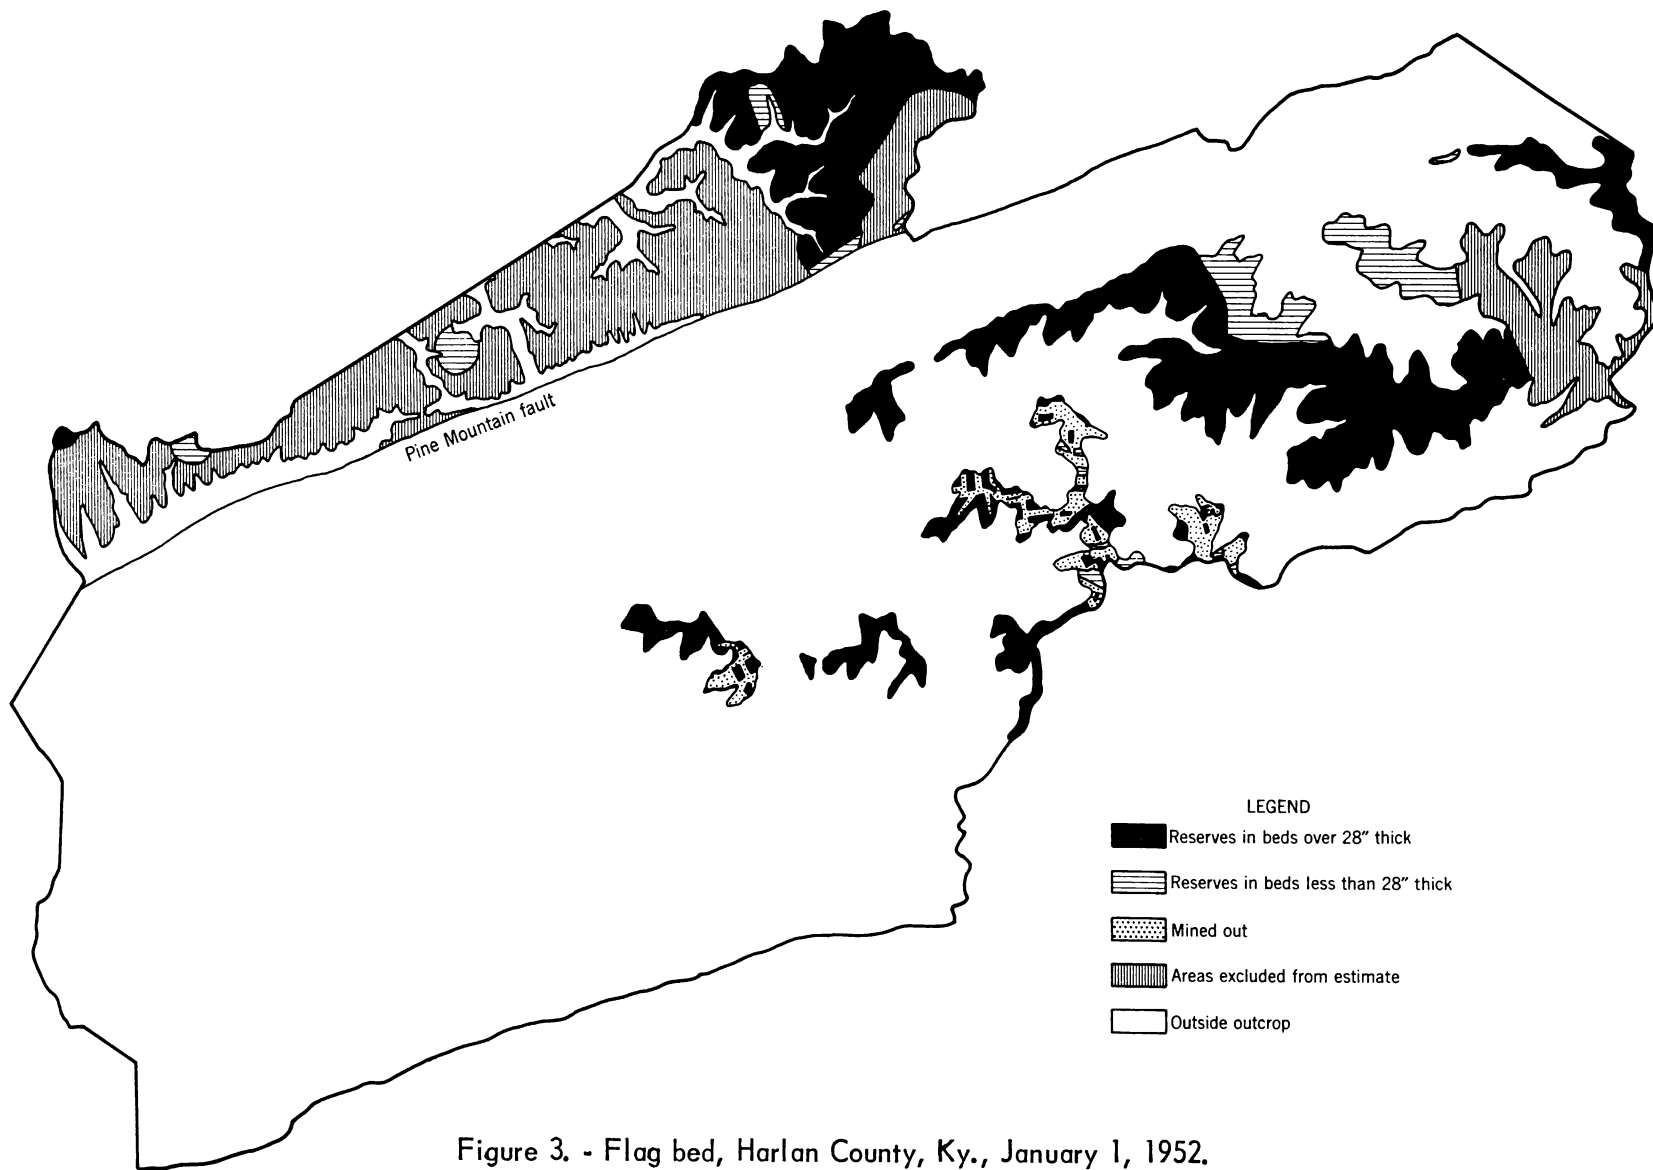 Pine Mountain fault
LEGEND
Reserves in beds over 28" thick
Reserves in beds less than 28" thick
Mined out
Areas excluded from estimate
Outside outcrop
Figure 3. - Flag bed, Harlan County, Ky., January 1, 1952.